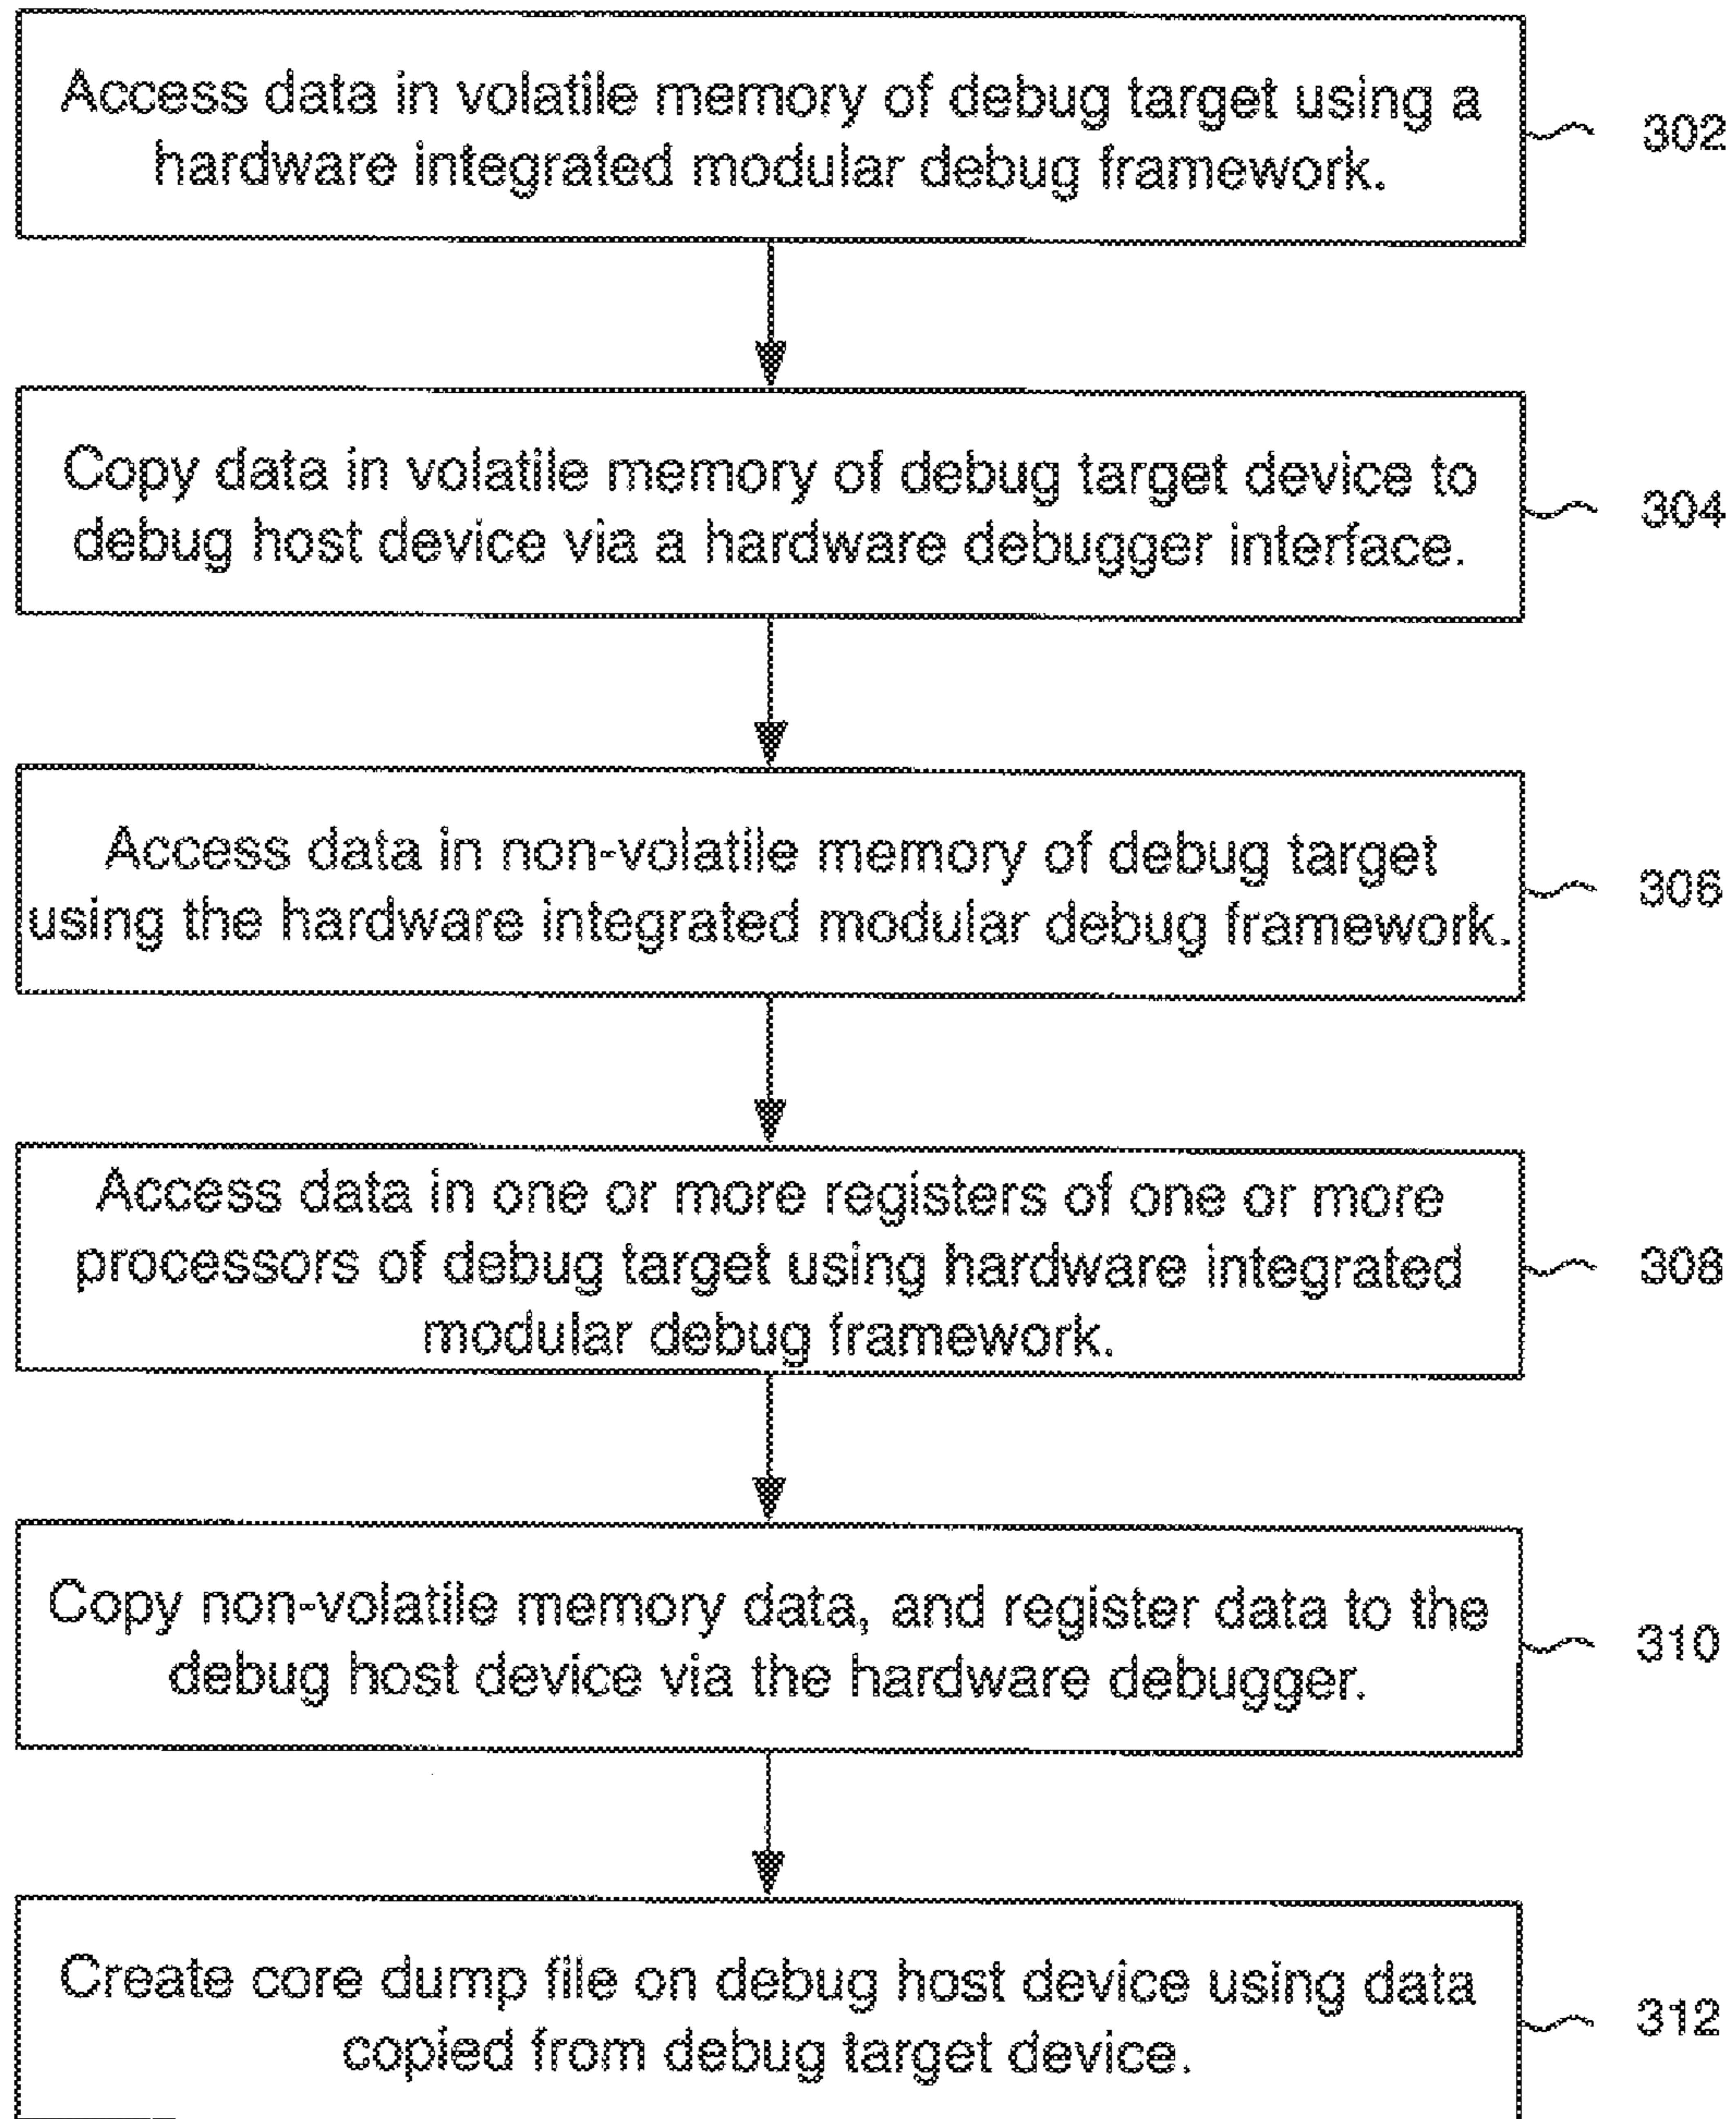 Access data in volatile memory of debug target using a
hardware integrated modular debug framework.
302
Copy data in volatile memory of debug target device to
debug host device via a hardware debugger interface.
304
Access data in non-volatile memory of debug target
using the hardware integrated modular debug framework.
306
Access data in one or more registers of one or more
processors of debug target using hardware integrated
modular debug framework.
308
Copy non-volatile memory data, and register data to the
debug host device via the hardware debugger.
310
Create core dump file on debug host device using data
copied from debug target device.
312